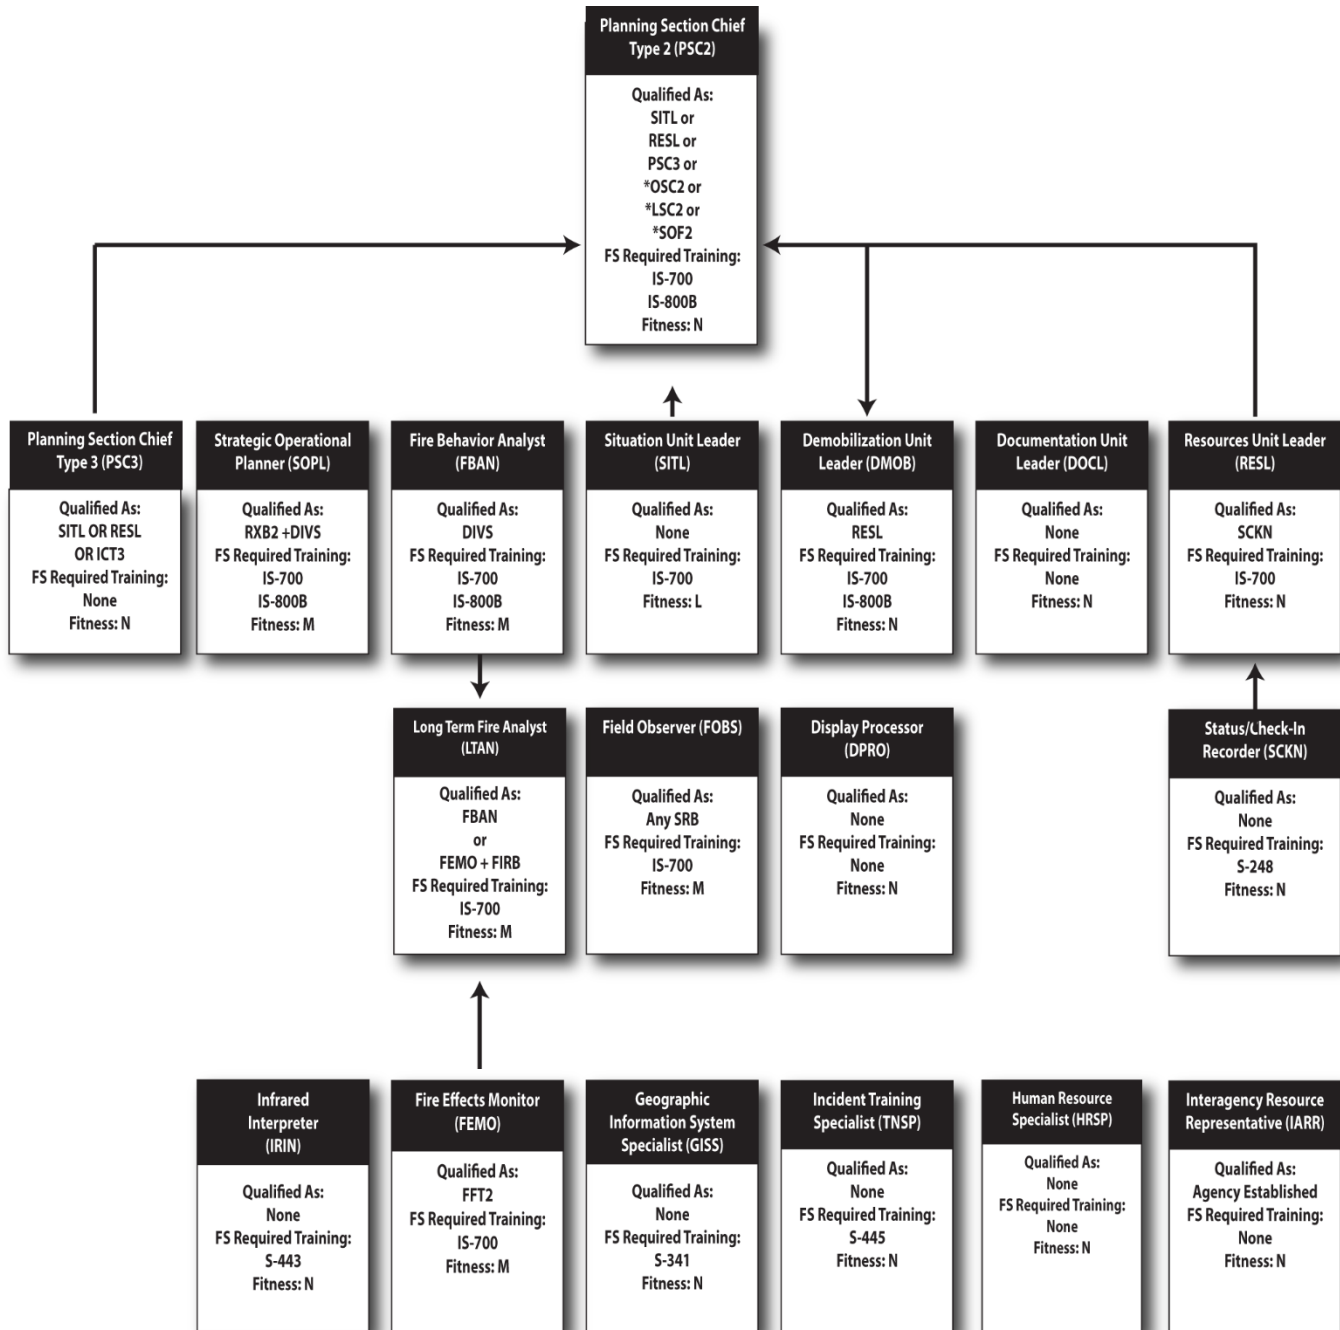 Planning Section Chief
Type 2 (PSC2)
Qualified As:
SITL or
RESL or
PSC3 or
*OSC2 or
*LSC2 or
*SOF2
FS Required Training:
IS-700
IS-800B
Fitness: N
Planning Section Chief
Type 3 (PSC3)
Qualified As:
SITL OR RESL
OR ICT3
FS Required Training:
None
Fitness: N
Strategic Operational
Planner (SOPL)
Qualified As:
RXB2 +DIVS
FS Required Training:
IS-700
IS-800B
Fitness: M
Fire Behavior Analyst
(FBAN)
Qualified As:
DIVS
FS Required Training:
IS-700
IS-800B
Fitness: M
Situation Unit Leader
(SITL)
Qualified As:
None
FS Required Training:
IS-700
Fitness: L
Demobilization Unit
Leader (DMOB)
Qualified As:
RESL
FS Required Training:
IS-700
IS-800B
Fitness: N
Documentation Unit
Leader (DOCL)
Qualified As:
None
FS Required Training:
None
Fitness: N
Resources Unit Leader
(RESL)
Qualified As:
SCKN
FS Required Training:
IS-700
Fitness: N
Long Term Fire Analyst
(LTAN)
Qualified As:
FBAN
or
FEMO + FIRB
FS Required Training:
IS-700
Fitness: M
Field Observer (FOBS)
Qualified As:
Any SRB
FS Required Training:
IS-700
Fitness: M
Display Processor
(DPRO)
Qualified As:
None
FS Required Training:
None
Fitness: N
Status/Check-In
Recorder (SCKN)
Qualified As:
None
FS Required Training:
S-248
Fitness: N
Infrared
Interpreter
(IRIN)
Qualified As:
None
FS Required Training:
S-443
Fitness: N
Fire Effects Monitor
(FEMO)
Qualified As:
FFT2
FS Required Training:
IS-700
Fitness: M
Geographic
Information System
Specialist (GISS)
Qualified As:
None
FS Required Training:
S-341
Fitness: N
Incident Training
Specialist (TNSP)
Qualified As:
None
FS Required Training:
S-445
Fitness: N
Human Resource
Specialist (HRSP)
Qualified As:
None
FS Required Training:
None
Fitness: N
Interagency Resource
Representative (IARR)
Qualified As:
Agency Established
FS Required Training:
None
Fitness: N